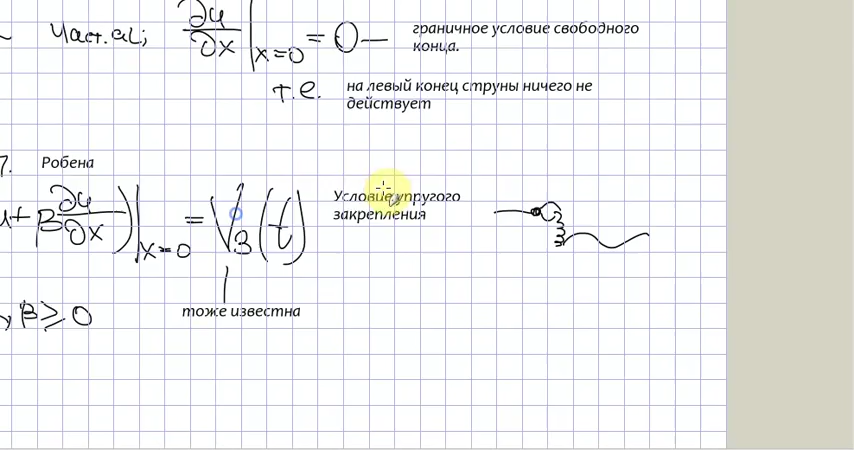 Част. сл; ∂u/∂x |x=0 = 0 — граничное условие свободного
конца.
т.е. на левый конец струны ничего не
действует
Робена
u + β ∂u/∂x) |x=0 = V3(t) Условие упругого
закрепления
тоже известна
, β ≥ 0